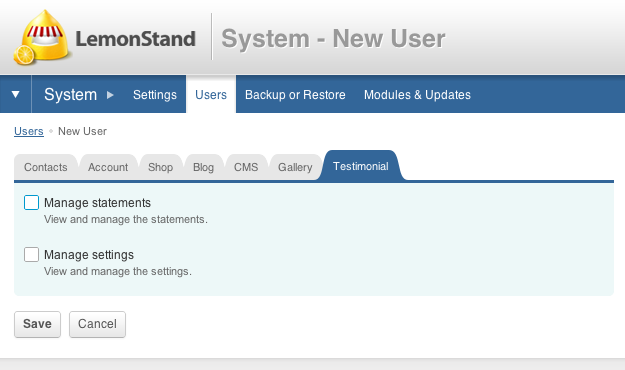 LemonStand
System - New User
System Settings Users Backup or Restore Modules & Updates
Users • New User
Contacts Account Shop Blog CMS Gallery Testimonial
Manage statements
View and manage the statements.
Manage settings
View and manage the settings.
Save Cancel